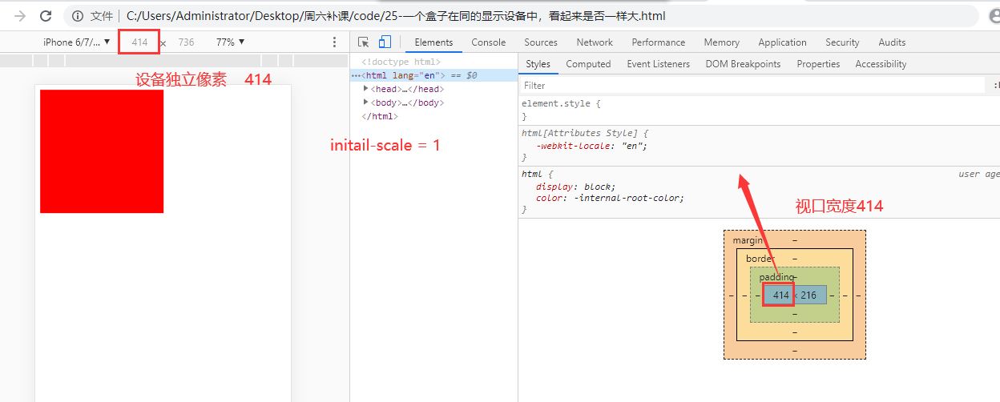 文件 C:/Users/Administrator/Desktop/周六补课/code/25-一个盒子在同的显示设备中，看起来是否一样大.html
iPhone 6/7/... ▼ 414 × 736 77% ▼
Elements Console Sources Network Performance Memory Application Security Audits
<!doctype html>
···<html lang="en"> == $0
<head>…</head>
<body>…</body>
</html>
Styles Computed Event Listeners DOM Breakpoints Properties Accessibility
Filter
element.style {
}
html[Attributes Style] {
-webkit-locale: "en";
}
html {
user age
display: block;
color: -internal-root-color;
}
设备独立像素 414
initail-scale = 1
视口宽度414
margin –
border –
padding –
– – – 414 × 216 – – –
–
–
–